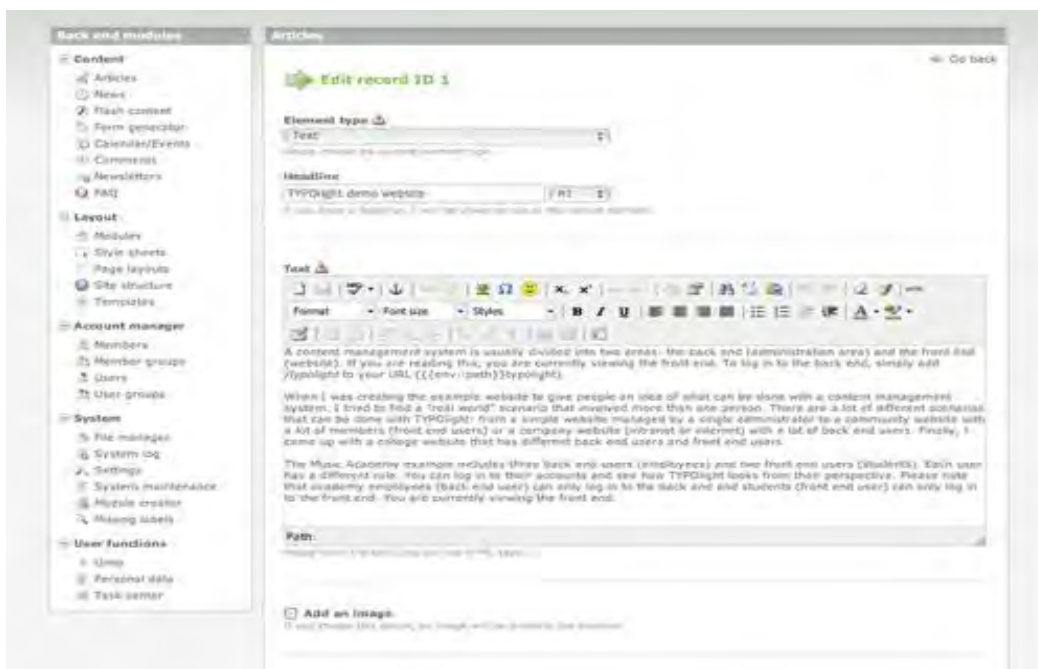 Back end modules
Content
Articles
News
Flash content
Form generator
Calendar/Events
Comments
Newsletters
FAQ
Layout
Modules
Style sheets
Page layouts
Site structure
Templates
Account manager
Members
Member groups
Users
User groups
System
File manager
System log
Settings
System maintenance
Module creator
Missing labels
User functions
Undo
Personal data
Task center
Articles
Go back
Edit record ID 1
Element type
Text
Headline
TYPOlight demo website
Text
Format Font size Styles B I U A
A content management system is usually divided into two areas: the back end (administration area) and the front end
(website). If you are reading this, you are currently viewing the front end. To log in to the back end, simply add
/typolight to your URL ({{env::path}}typolight).
When I was creating the example website to give people an idea of what can be done with a content management
system, I tried to find a "real world" scenario that involved more than one person. There are a lot of different scenarios
that can be done with TYPOlight: from a simple website managed by a single administrator to a community website with
a lot of members (front end users) or a company website (intranet or internet) with a lot of back end users. Finally, I
came up with a college website that has different back end users and front end users.
The Music Academy example includes three back end users (employees) and two front end users (students). Each user
has a different role. You can log in to their accounts and see how TYPOlight looks from their perspective. Please note
that academy employees (back end user) can only log in to the back end and students (front end user) can only log in
to the front end. You are currently viewing the front end.
Path:
Add an image